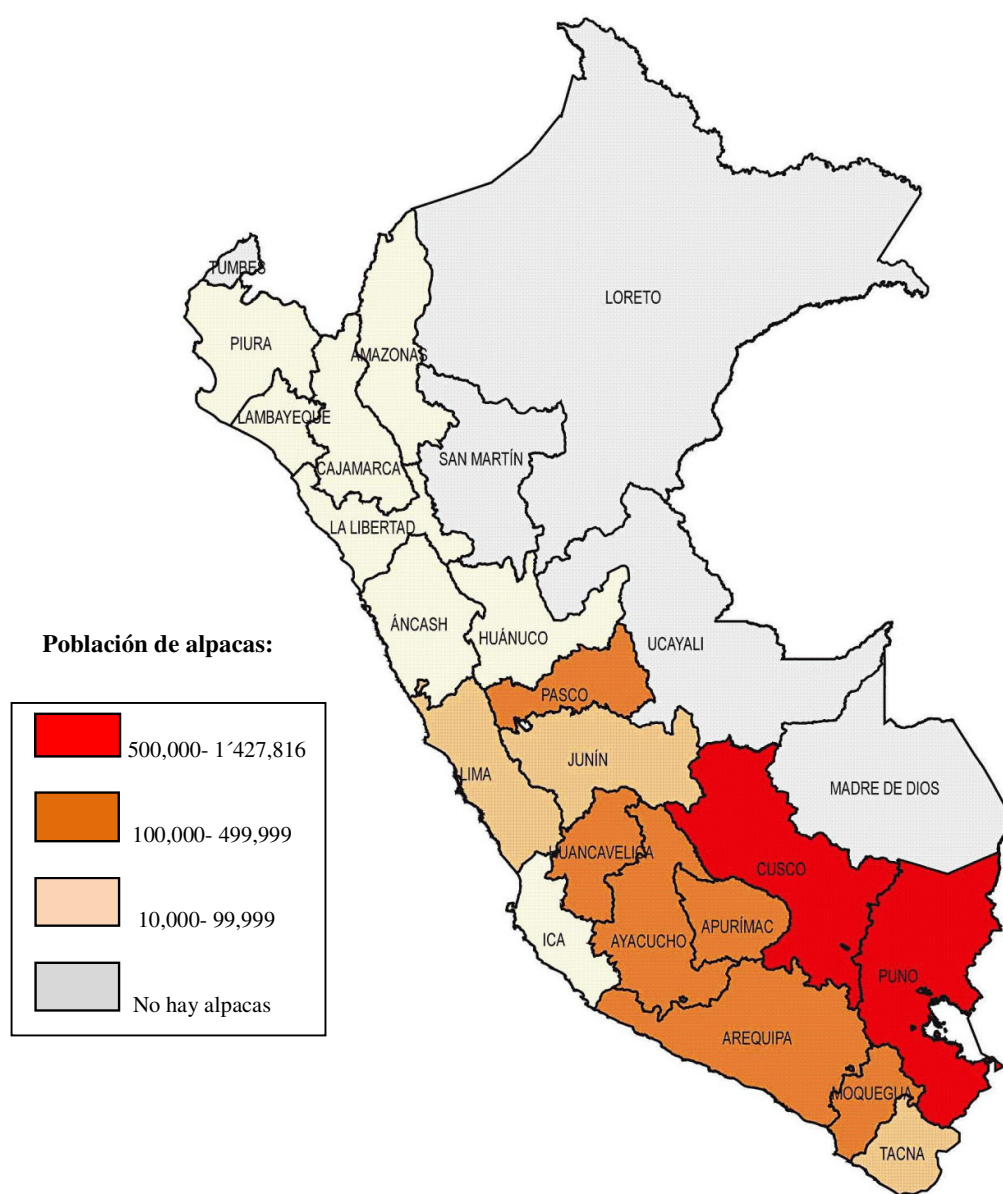 TUMBES
LORETO
PIURA
AMAZONAS
LAMBAYEQUE
SAN MARTÍN
CAJAMARCA
LA LIBERTAD
ÁNCASH
HUÁNUCO
UCAYALI
PASCO
JUNÍN
LIMA
MADRE DE DIOS
HUANCAVELICA
CUSCO
APURÍMAC
ICA
AYACUCHO
PUNO
AREQUIPA
MOQUEGUA
TACNA
Población de alpacas:
500,000- 1´427,816
100,000- 499,999
10,000- 99,999
No hay alpacas